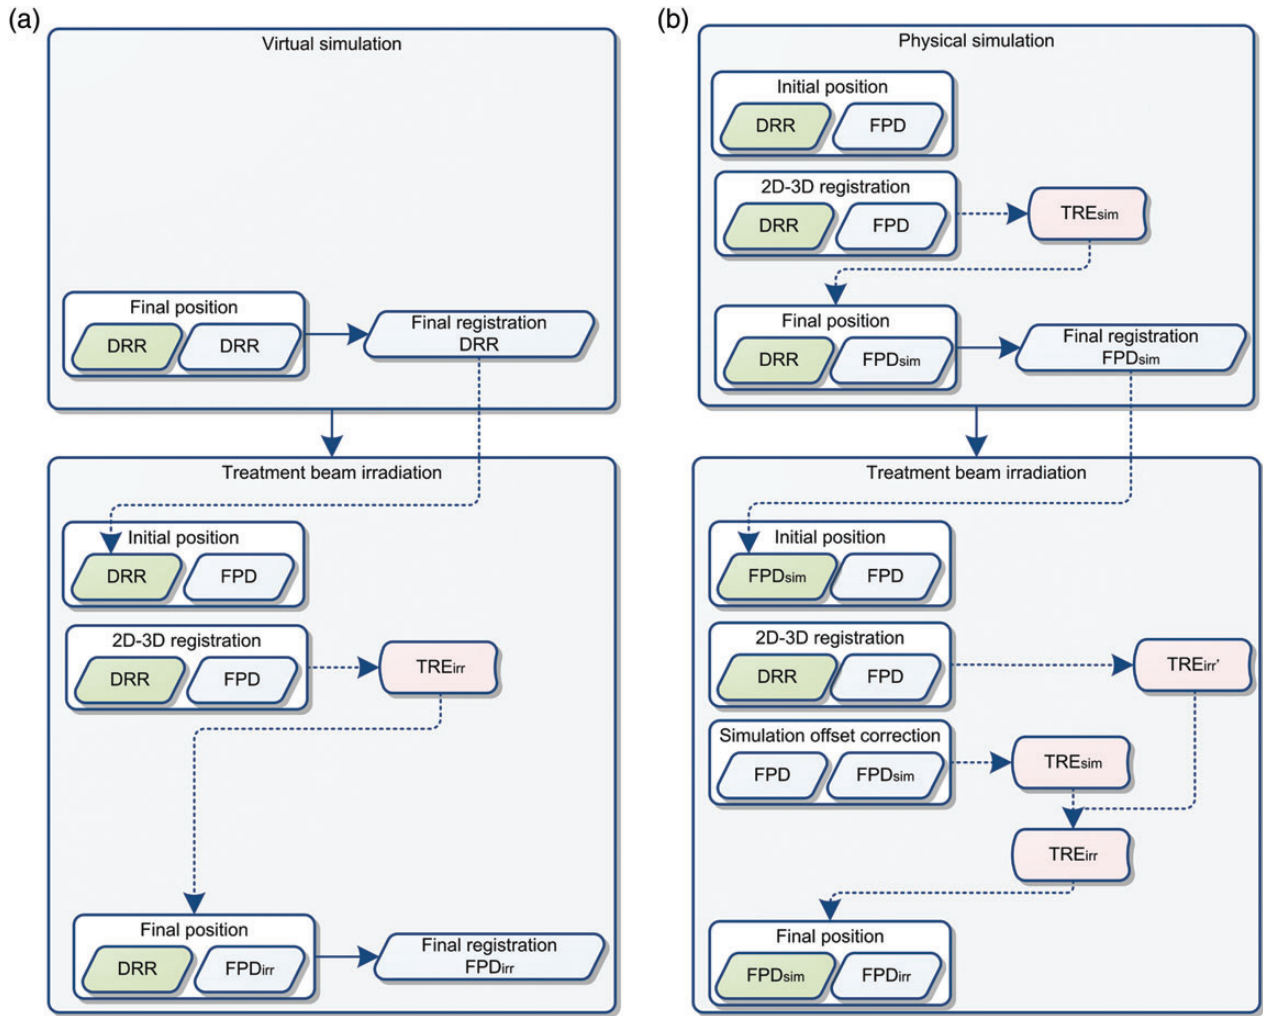 (a)
Virtual simulation
Final position
DRR
DRR
Final registration
DRR
Treatment beam irradiation
Initial position
DRR
FPD
2D-3D registration
DRR
FPD
TREirr
Final position
DRR
FPDirr
Final registration
FPDirr
(b)
Physical simulation
Initial position
DRR
FPD
2D-3D registration
DRR
FPD
TREsim
Final position
DRR
FPDsim
Final registration
FPDsim
Treatment beam irradiation
Initial position
FPDsim
FPD
2D-3D registration
DRR
FPD
TREirr'
Simulation offset correction
FPD
FPDsim
TREsim
TREirr
Final position
FPDsim
FPDirr